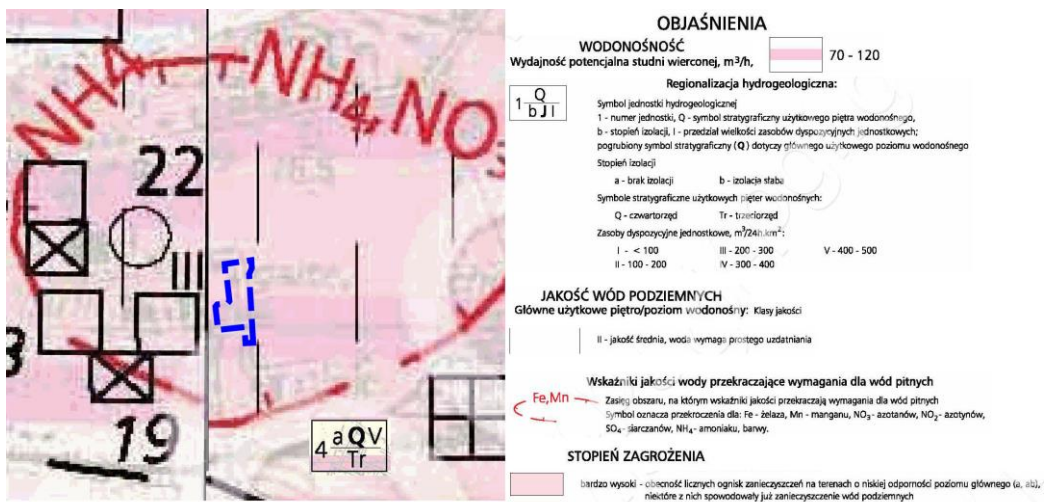 NH4
NH4, NO3
22
III
3
19
4 aQV
Tr
OBJAŚNIENIA
WODONOŚNOŚĆ
Wydajność potencjalna studni wierconej, m³/h,
70 - 120
Regionalizacja hydrogeologiczna:
1 Q
b J I
Symbol jednostki hydrogeologicznej
1 - numer jednostki, Q - symbol stratygraficzny użytkowego piętra wodonośnego,
b - stopień izolacji, I - przedział wielkości zasobów dyspozycyjnych jednostkowych;
pogrubiony symbol stratygraficzny (Q) dotyczy głównego użytkowego poziomu wodonośnego
Stopień izolacji
a - brak izolacji b - izolacja słaba
Symbole stratygraficzne użytkowych pięter wodonośnych:
Q - czwartorzęd Tr - trzeciorzęd
Zasoby dyspozycyjne jednostkowe, m³/24h.km²:
I - < 100 III - 200 - 300 V - 400 - 500
II - 100 - 200 IV - 300 - 400
JAKOŚĆ WÓD PODZIEMNYCH
Główne użytkowe piętro/poziom wodonośny: Klasy jakości
II - jakość średnia, woda wymaga prostego uzdatniania
Wskaźniki jakości wody przekraczające wymagania dla wód pitnych
Fe,Mn
Zasięg obszaru, na którym wskaźniki jakości przekraczają wymagania dla wód pitnych
Symbol oznacza przekroczenia dla: Fe - żelaza, Mn - manganu, NO₃- azotanów, NO₂- azotynów,
SO₄- siarczanów, NH₄- amoniaku, barwy.
STOPIEŃ ZAGROŻENIA
bardzo wysoki - obecność licznych ognisk zanieczyszczeń na terenach o niskiej odporności poziomu głównego (a, ab),
niektóre z nich spowodowały już zanieczyszczenie wód podziemnych